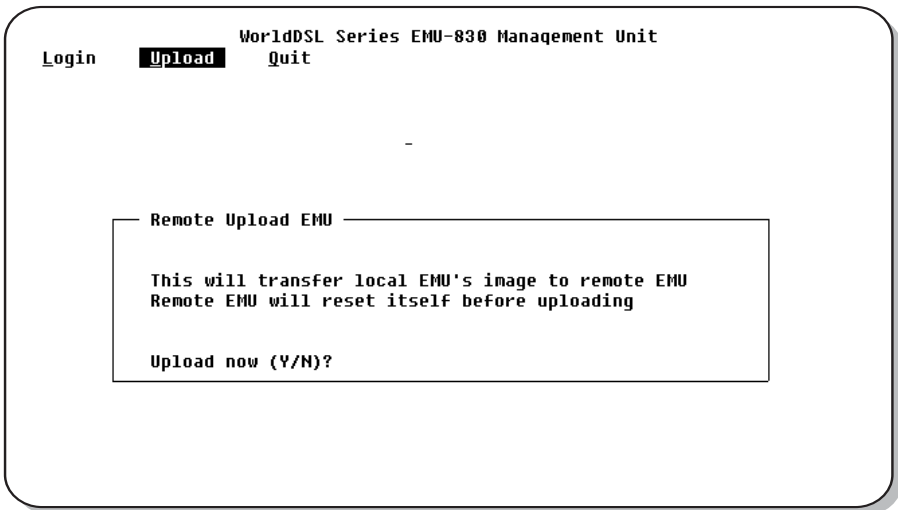 WorldDSL Series EMU-830 Management Unit
Login Upload Quit
Remote Upload EMU
This will transfer local EMU's image to remote EMU
Remote EMU will reset itself before uploading
Upload now (Y/N)?